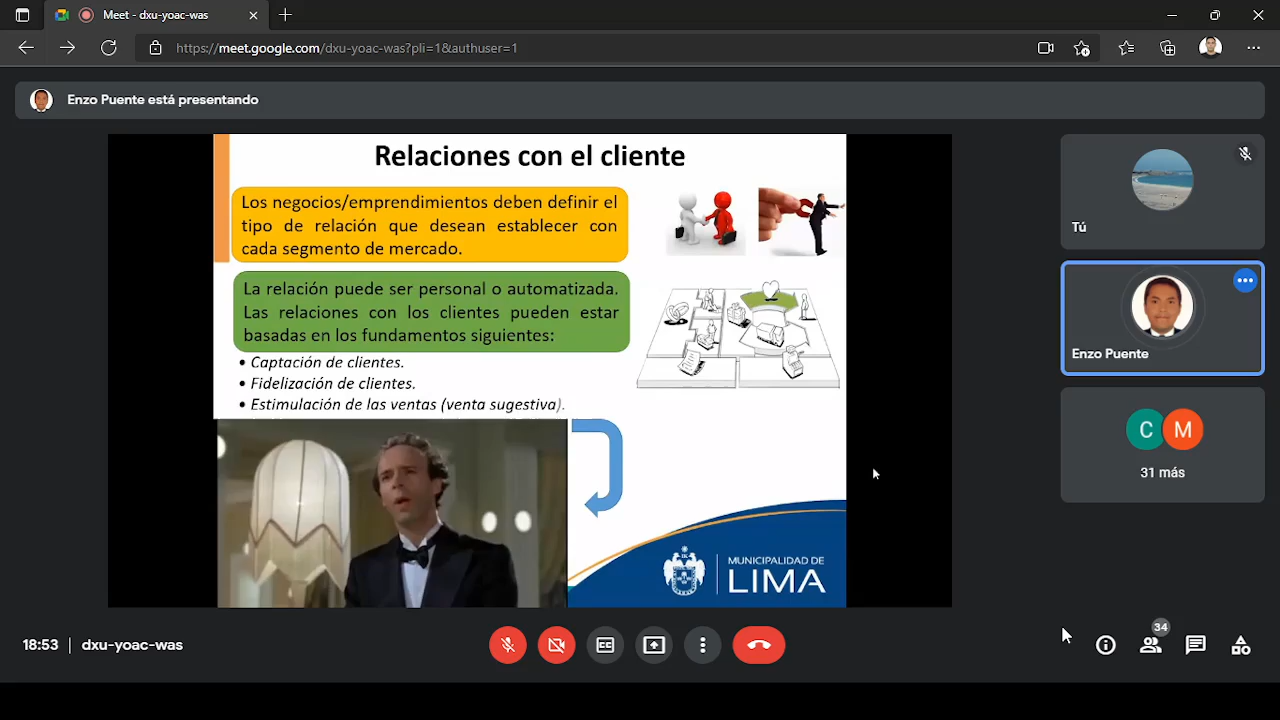 Meet - dxu-yoac-was
https://meet.google.com/dxu-yoac-was?pli=1&authuser=1
Enzo Puente está presentando
Relaciones con el cliente
Los negocios/emprendimientos deben definir el
tipo de relación que desean establecer con
cada segmento de mercado.
La relación puede ser personal o automatizada.
Las relaciones con los clientes pueden estar
basadas en los fundamentos siguientes:
• Captación de clientes.
• Fidelización de clientes.
• Estimulación de las ventas (venta sugestiva).
MUNICIPALIDAD DE
LIMA
Tú
Enzo Puente
C M
31 más
18:53 | dxu-yoac-was
CC
34